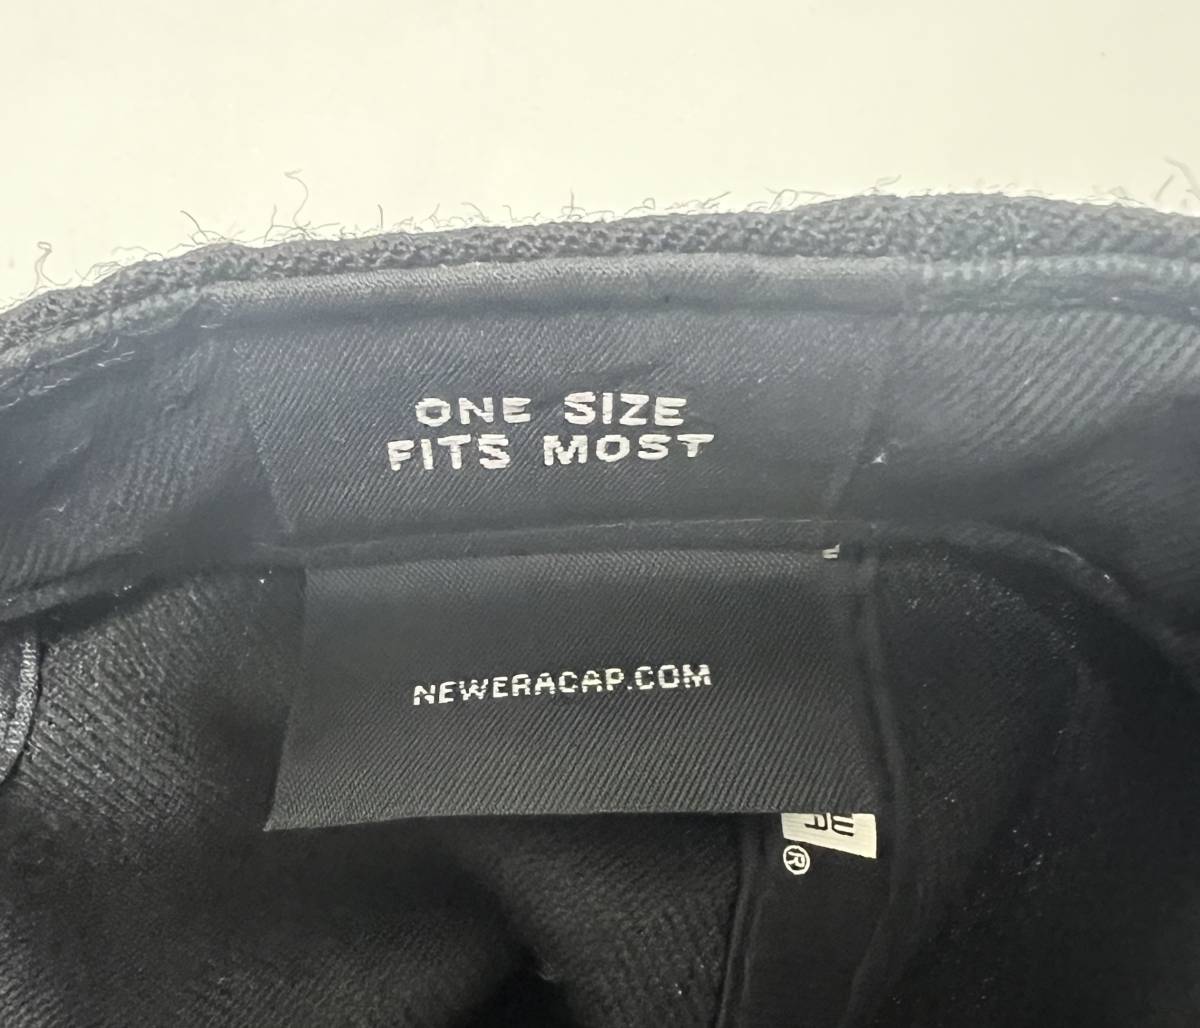 ONE SIZE
FITS MOST
NEWERACAP.COM
®